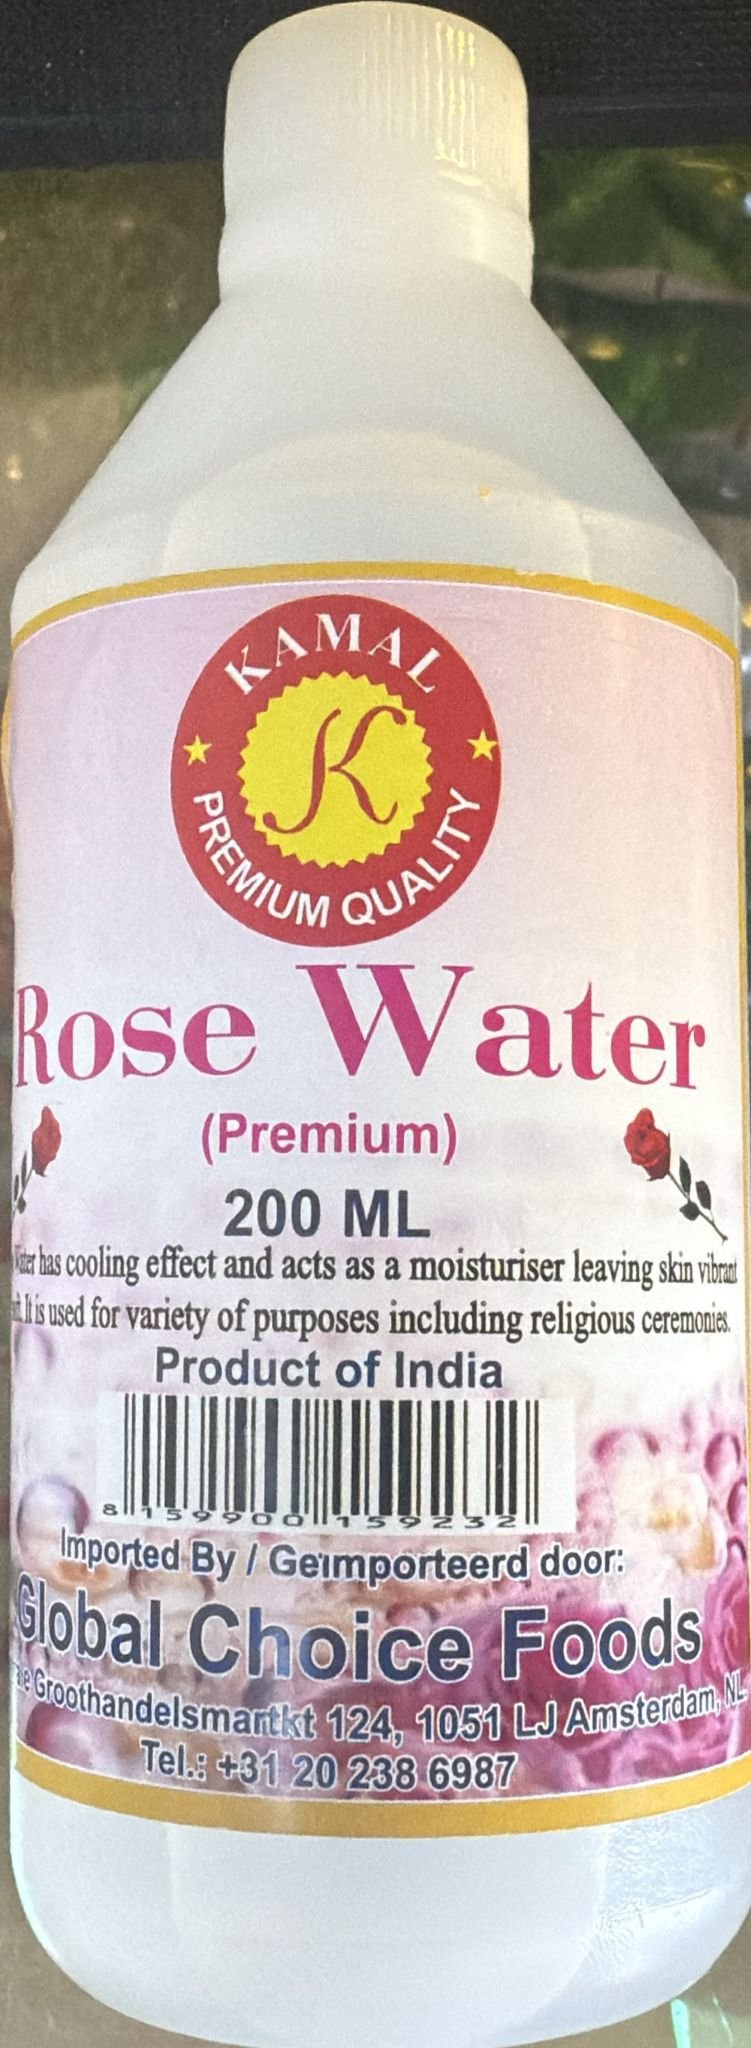 KAMAL
K
PREMIUM QUALITY
Rose Water
(Premium)
200 ML
has cooling effect and acts as a moisturiser leaving skin vibrant
It is used for variety of purposes including religious ceremonies.
Product of India
8 159900 159232
Imported By / Geïmporteerd door:
Global Choice Foods
Groothandelsmartkt 124, 1051 LJ Amsterdam, NL.
Tel.: +31 20 238 6987